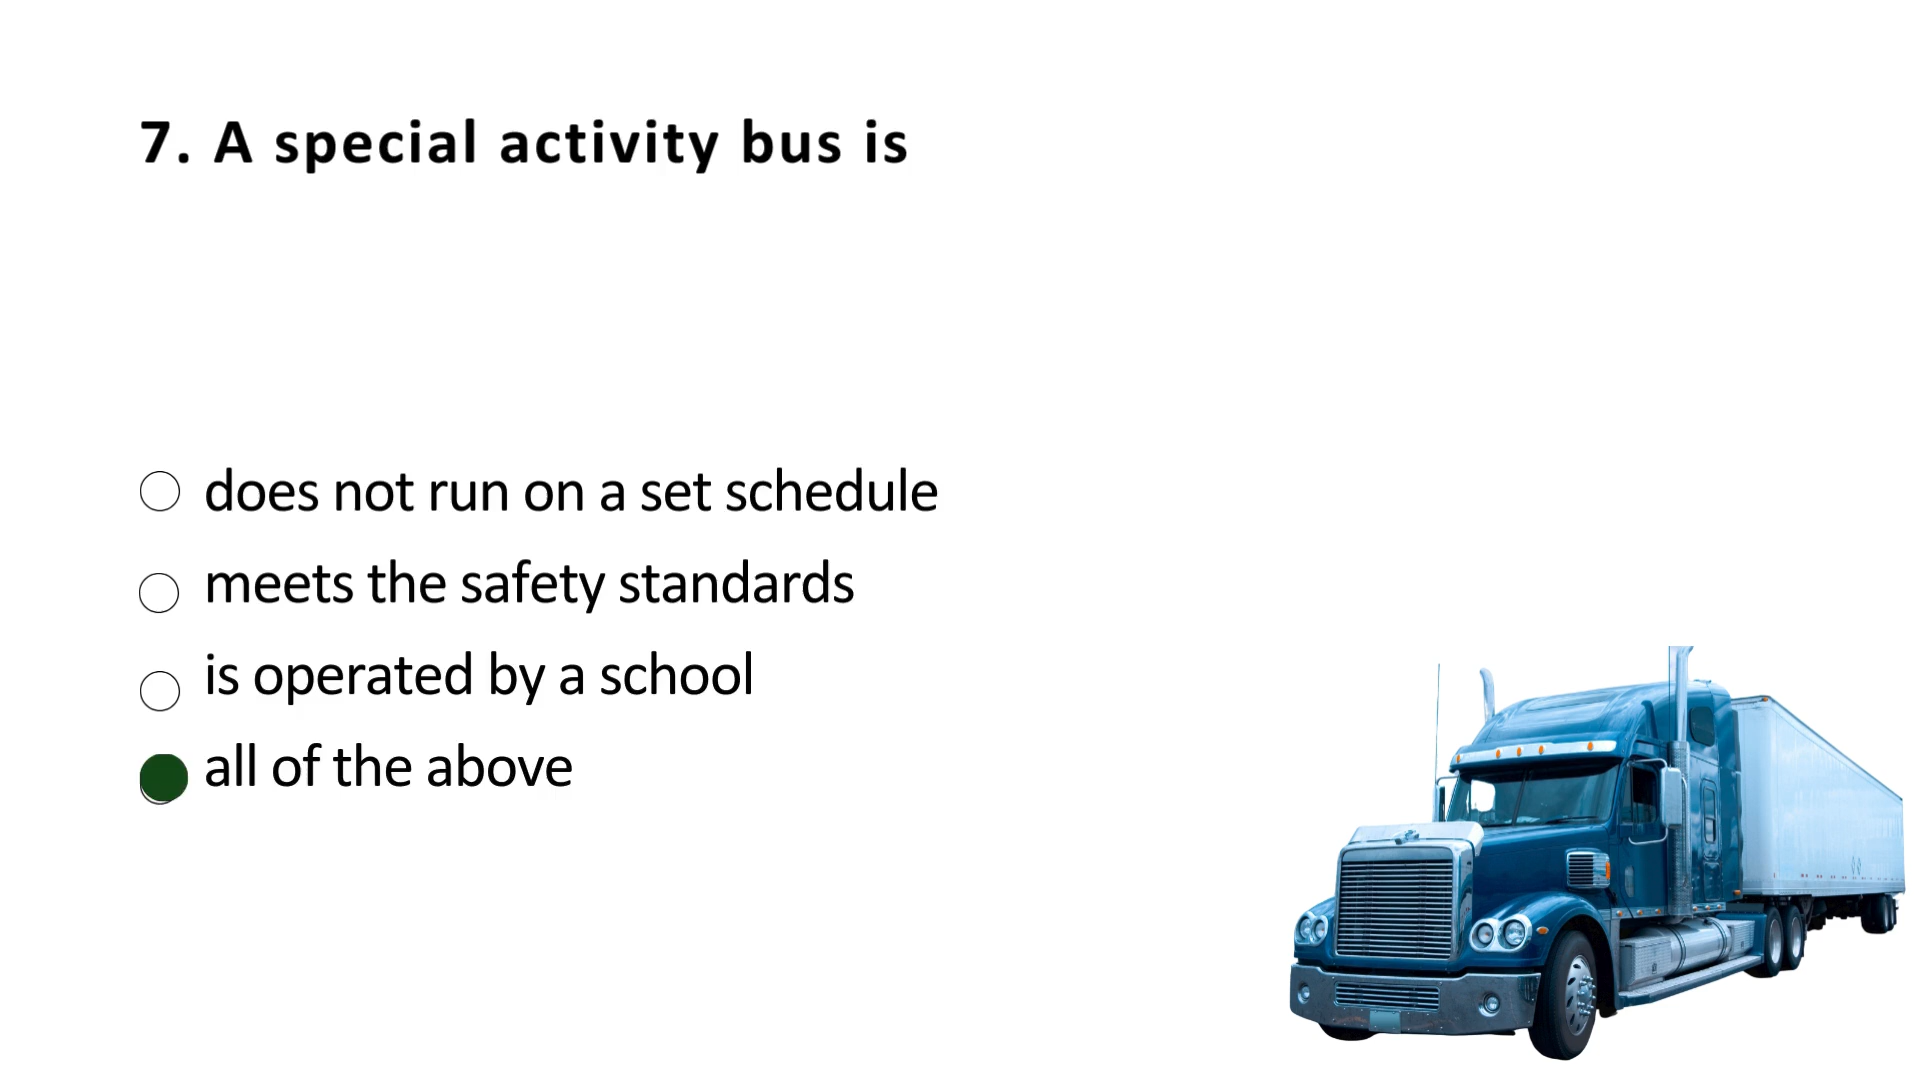 7. A special activity bus is
does not run on a set schedule
meets the safety standards
is operated by a school
all of the above